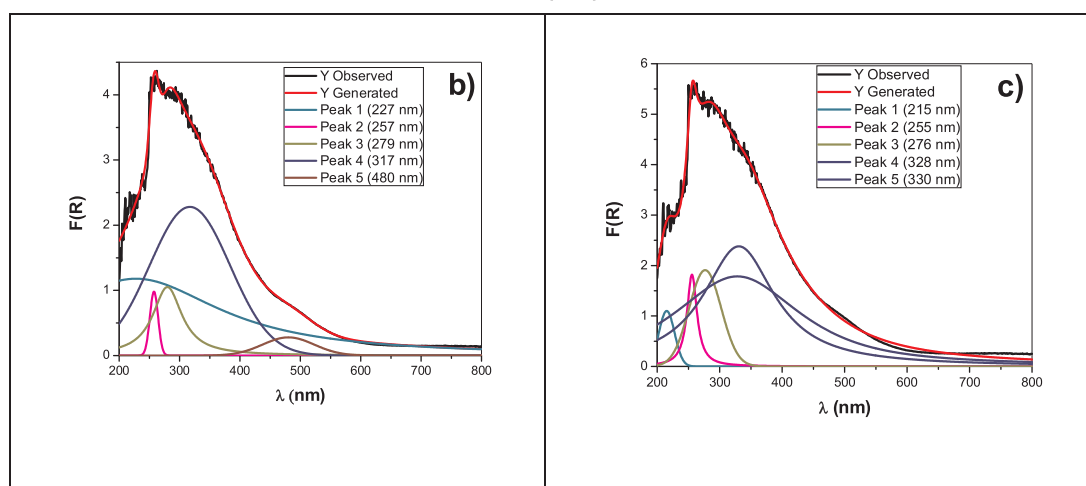 b)
Y Observed
Y Generated
Peak 1 (227 nm)
Peak 2 (257 nm)
Peak 3 (279 nm)
Peak 4 (317 nm)
Peak 5 (480 nm)
F(R)
4
3
2
1
0
200 300 400 500 600 700 800
λ (nm)
c)
Y Observed
Y Generated
Peak 1 (215 nm)
Peak 2 (255 nm)
Peak 3 (276 nm)
Peak 4 (328 nm)
Peak 5 (330 nm)
F(R)
6
5
4
3
2
1
0
200 300 400 500 600 700 800
λ (nm)